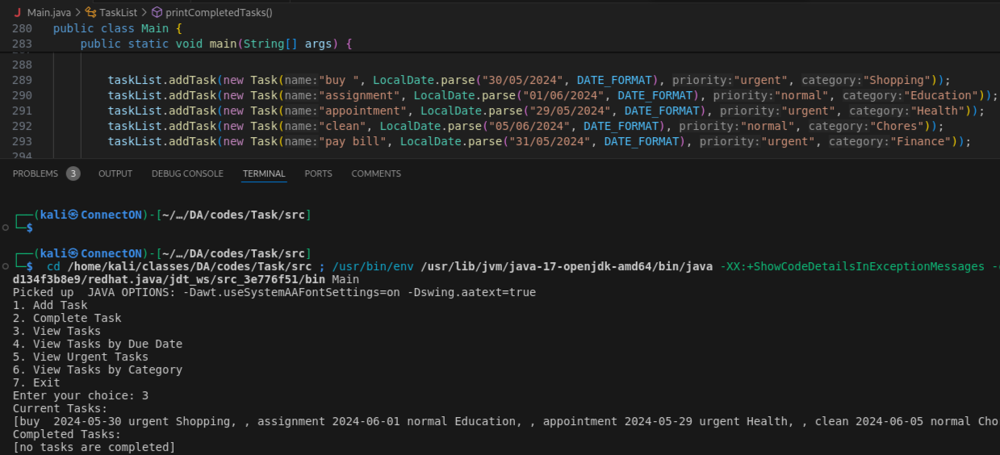 Main.java > TaskList > printCompletedTasks()
280 public class Main {
283 public static void main(String[] args) {
288
289 taskList.addTask(new Task(name:"buy ", LocalDate.parse("30/05/2024", DATE_FORMAT), priority:"urgent", category:"Shopping"));
290 taskList.addTask(new Task(name:"assignment", LocalDate.parse("01/06/2024", DATE_FORMAT), priority:"normal", category:"Education"));
291 taskList.addTask(new Task(name:"appointment", LocalDate.parse("29/05/2024", DATE_FORMAT), priority:"urgent", category:"Health"));
292 taskList.addTask(new Task(name:"clean", LocalDate.parse("05/06/2024", DATE_FORMAT), priority:"normal", category:"Chores"));
293 taskList.addTask(new Task(name:"pay bill", LocalDate.parse("31/05/2024", DATE_FORMAT), priority:"urgent", category:"Finance"));
294
PROBLEMS 3 OUTPUT DEBUG CONSOLE TERMINAL PORTS COMMENTS
┌──(kali㉿ConnectON)-[~/…/DA/codes/Task/src]
└─$
┌──(kali㉿ConnectON)-[~/…/DA/codes/Task/src]
└─$ cd /home/kali/classes/DA/codes/Task/src ; /usr/bin/env /usr/lib/jvm/java-17-openjdk-amd64/bin/java -XX:+ShowCodeDetailsInExceptionMessages -
d134f3b8e9/redhat.java/jdt_ws/src_3e776f51/bin Main
Picked up _JAVA_OPTIONS: -Dawt.useSystemAAFontSettings=on -Dswing.aatext=true
1. Add Task
2. Complete Task
3. View Tasks
4. View Tasks by Due Date
5. View Urgent Tasks
6. View Tasks by Category
7. Exit
Enter your choice: 3
Current Tasks:
[buy  2024-05-30 urgent Shopping, , assignment 2024-06-01 normal Education, , appointment 2024-05-29 urgent Health, , clean 2024-06-05 normal Cho
Completed Tasks:
[no tasks are completed]